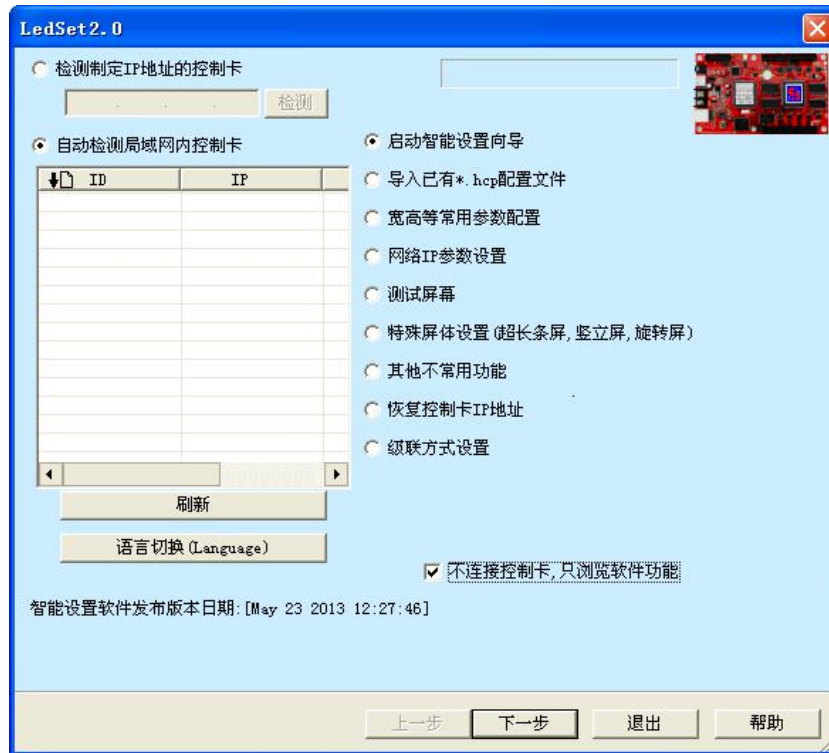 LedSet2.0
检测制定IP地址的控制卡
检测
自动检测局域网内控制卡
ID IP
刷新
语言切换(Language)
启动智能设置向导
导入已有*.hcp配置文件
宽高等常用参数配置
网络IP参数设置
测试屏幕
特殊屏体设置(超长条屏,竖立屏,旋转屏)
其他不常用功能
恢复控制卡IP地址
级联方式设置
不连接控制卡,只浏览软件功能
智能设置软件发布版本日期:[May 23 2013 12:27:46]
上一步 下一步 退出 帮助